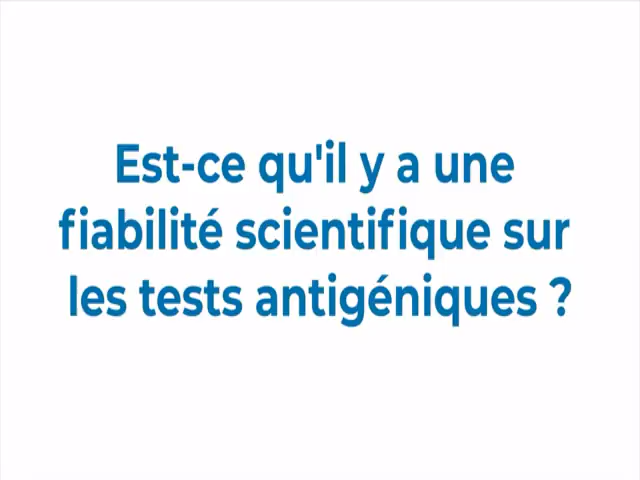 Est-ce qu'il y a une
fiabilité scientifique sur
les tests antigéniques ?